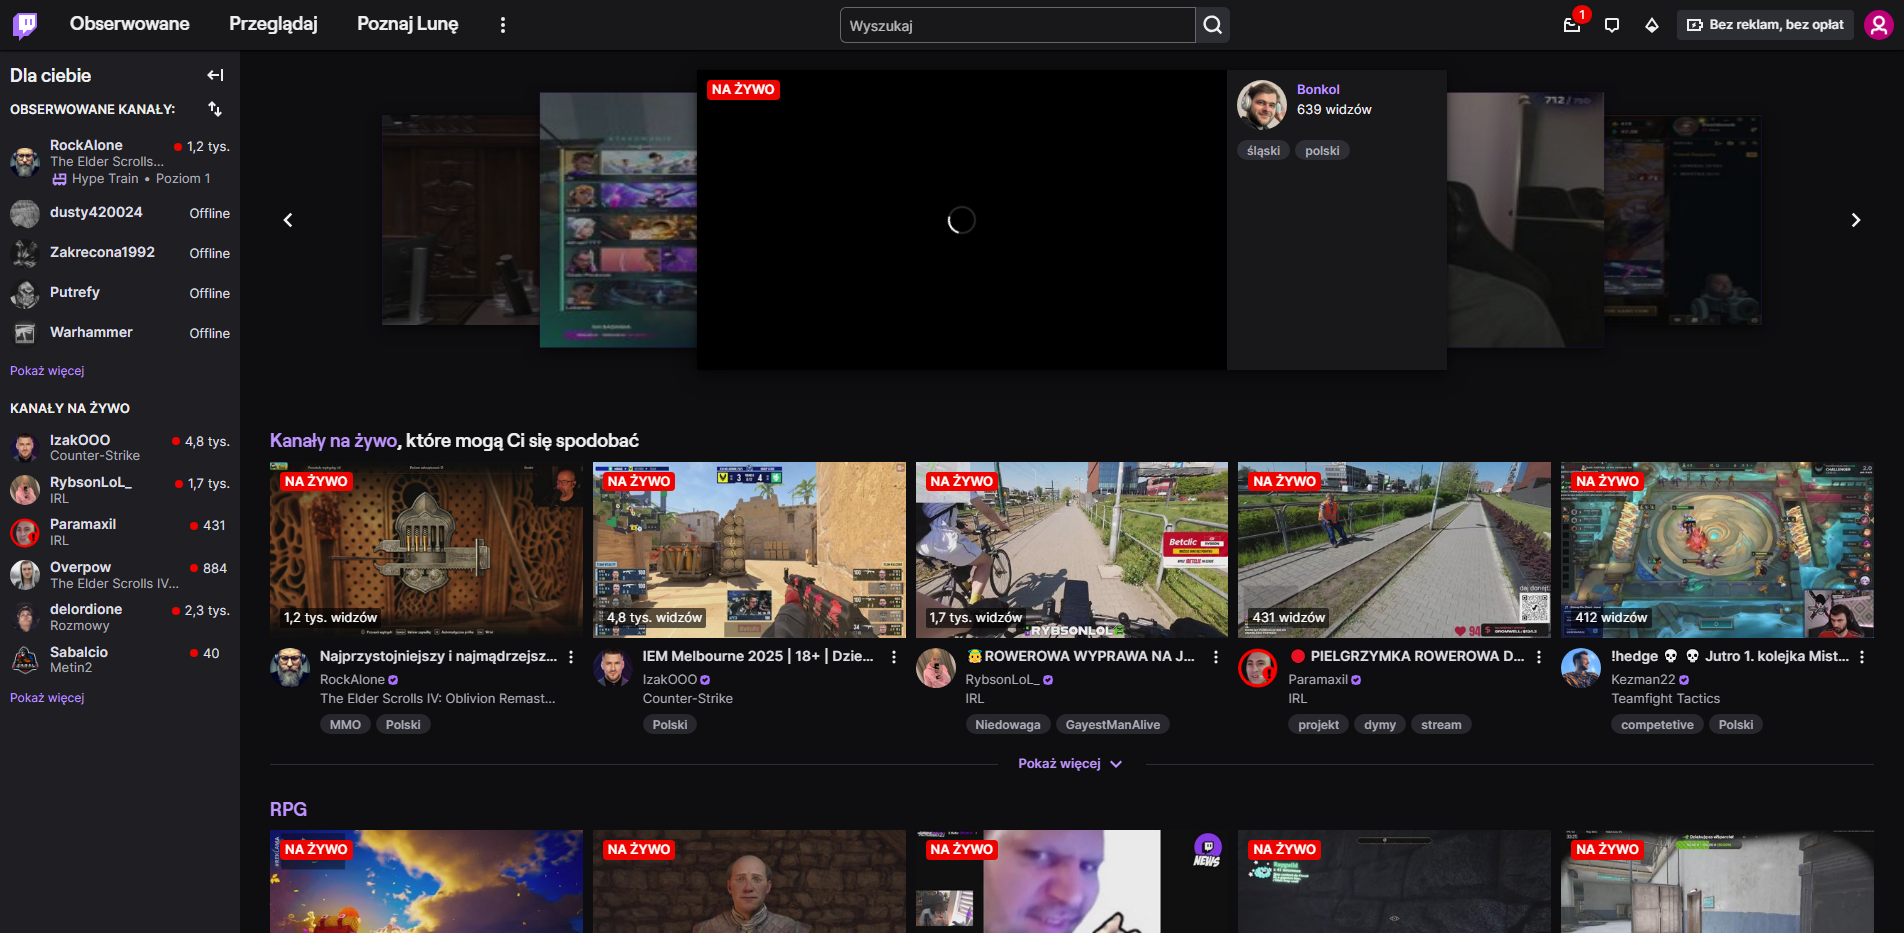 Obserwowane
Przeglądaj
Poznaj Lunę
Wyszukaj
1
Bez reklam, bez opłat
Dla ciebie
OBSERWOWANE KANAŁY:
RockAlone
1,2 tys.
The Elder Scrolls...
Hype Train • Poziom 1
dusty420024
Offline
Zakrecona1992
Offline
Putrefy
Offline
Warhammer
Offline
Pokaż więcej
KANAŁY NA ŻYWO
IzakOOO
4,8 tys.
Counter-Strike
RybsonLoL_
1,7 tys.
IRL
Paramaxil
431
IRL
Overpow
884
The Elder Scrolls IV...
delordione
2,3 tys.
Rozmowy
Sabalcio
40
Metin2
Pokaż więcej
NA ŻYWO
Bonkol
639 widzów
śląski
polski
712
Kanały na żywo, które mogą Ci się spodobać
NA ŻYWO
1,2 tys. widzów
Najprzystojniejszy i najmądrzejsz...
RockAlone
The Elder Scrolls IV: Oblivion Remast...
MMO
Polski
NA ŻYWO
3
4
4,8 tys. widzów
IEM Melbourne 2025 | 18+ | Dzie...
IzakOOO
Counter-Strike
Polski
NA ŻYWO
Betclic
1,7 tys. widzów
RYBSONLOL
ROWEROWA WYPRAWA NA J...
RybsonLoL_
IRL
Niedowaga
GayestManAlive
NA ŻYWO
daj donejt!
431 widzów
PIELGRZYMKA ROWEROWA D...
Paramaxil
IRL
projekt
dymy
stream
NA ŻYWO
412 widzów
!hedge 💀 💀 Jutro 1. kolejka Mist...
Kezman22
Teamfight Tactics
competetive
Polski
Pokaż więcej
RPG
NA ŻYWO
NA ŻYWO
NA ŻYWO
NEWS
NA ŻYWO
NA ŻYWO